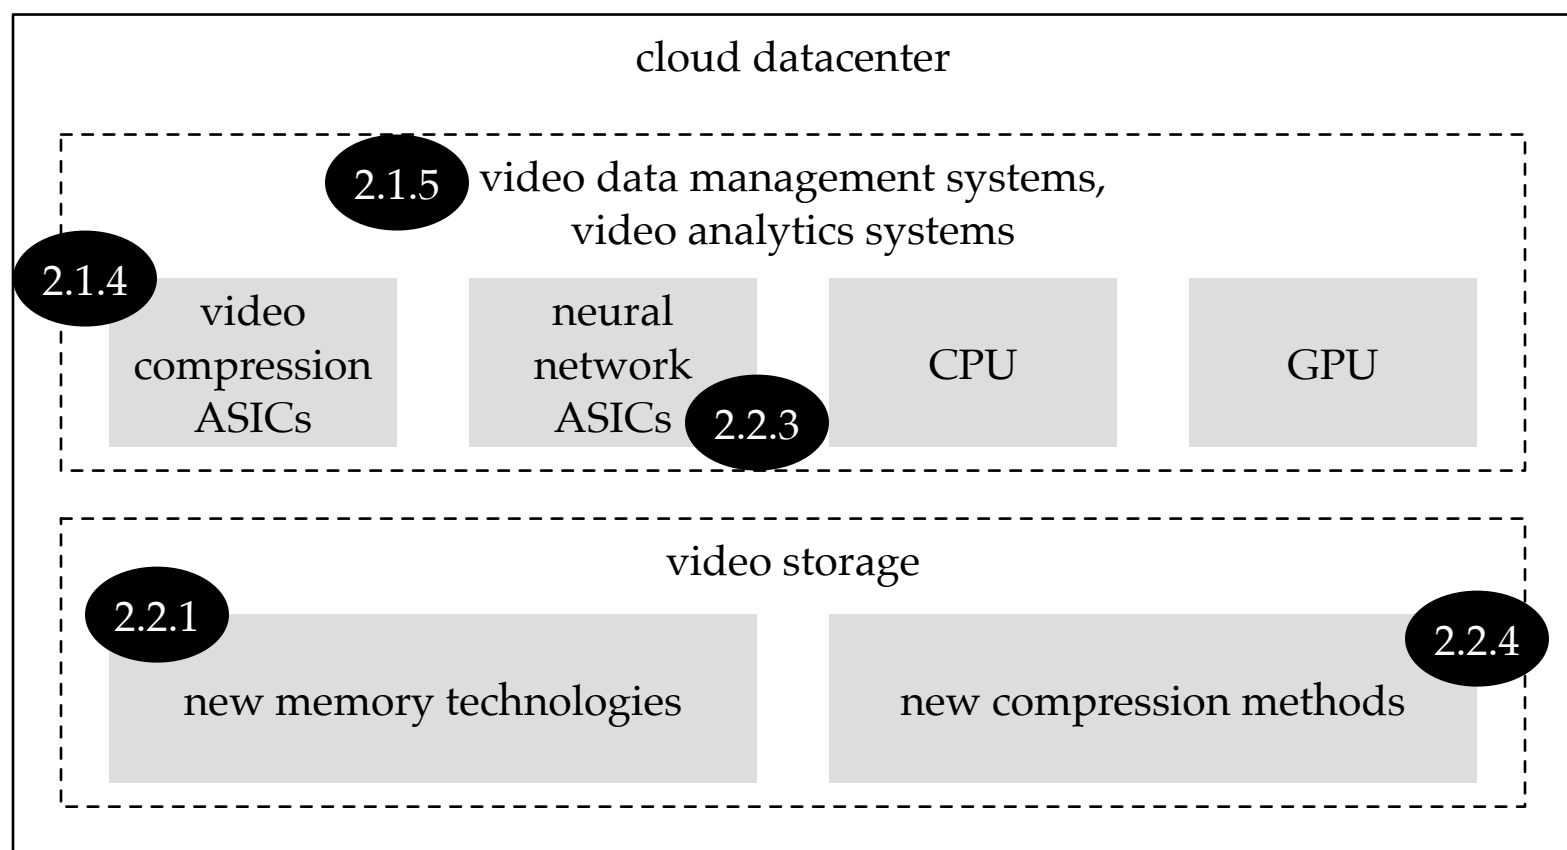 cloud datacenter
2.1.5
video data management systems,
video analytics systems
2.1.4
video
compression
ASICs
neural
network
ASICs
2.2.3
CPU
GPU
video storage
2.2.1
new memory technologies
2.2.4
new compression methods